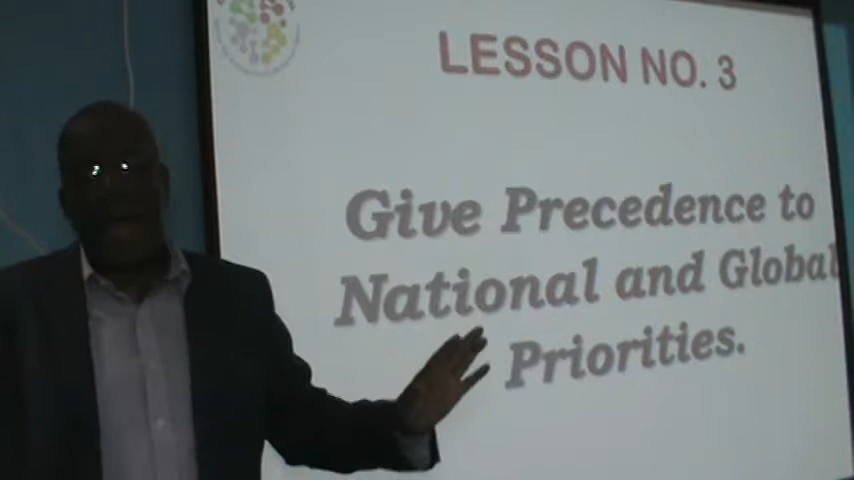 LESSON NO. 3
Give Precedence to
National and Global
Priorities.